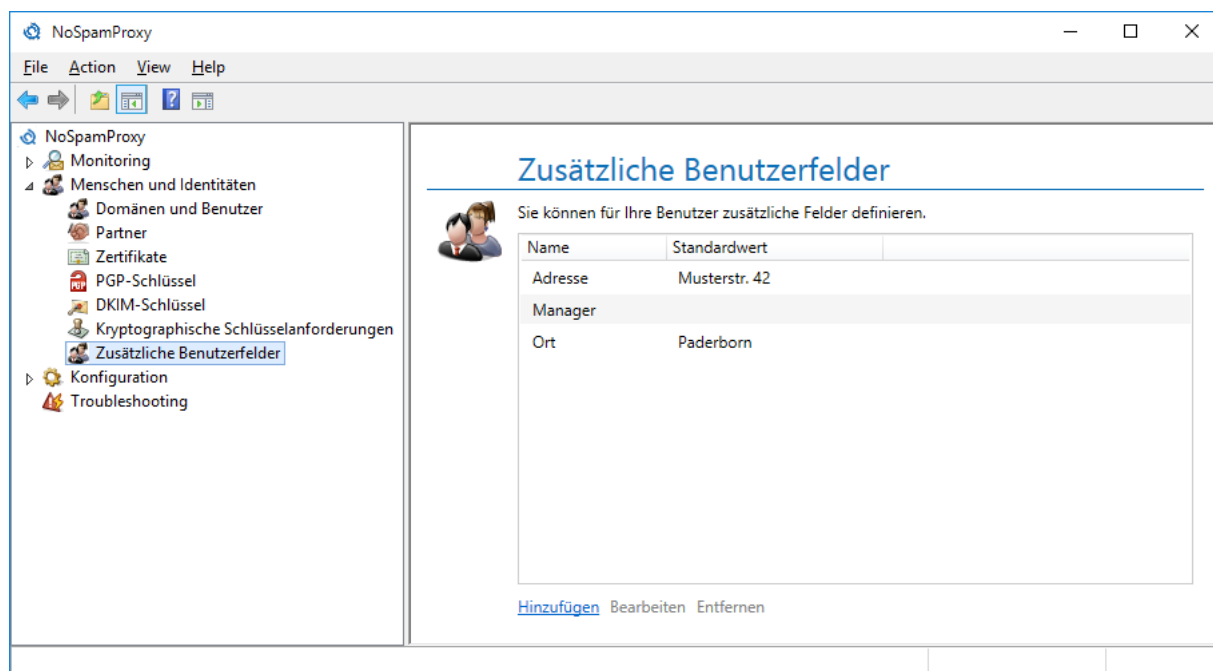 NoSpamProxy
File Action View Help
NoSpamProxy
Monitoring
Menschen und Identitäten
Domänen und Benutzer
Partner
Zertifikate
PGP-Schlüssel
DKIM-Schlüssel
Kryptographische Schlüsselanforderungen
Zusätzliche Benutzerfelder
Konfiguration
Troubleshooting
Zusätzliche Benutzerfelder
Sie können für Ihre Benutzer zusätzliche Felder definieren.
Name Standardwert
Adresse Musterstr. 42
Manager
Ort Paderborn
Hinzufügen Bearbeiten Entfernen